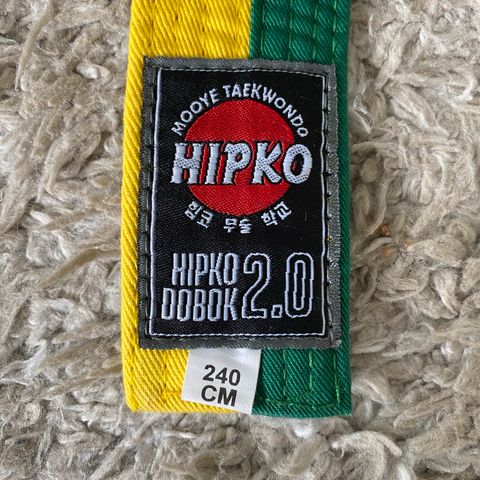 MOOYE TAEKWONDO
HIPKO
힙코 무술 학교
HIPKO
DOBOK 2.0
240
CM